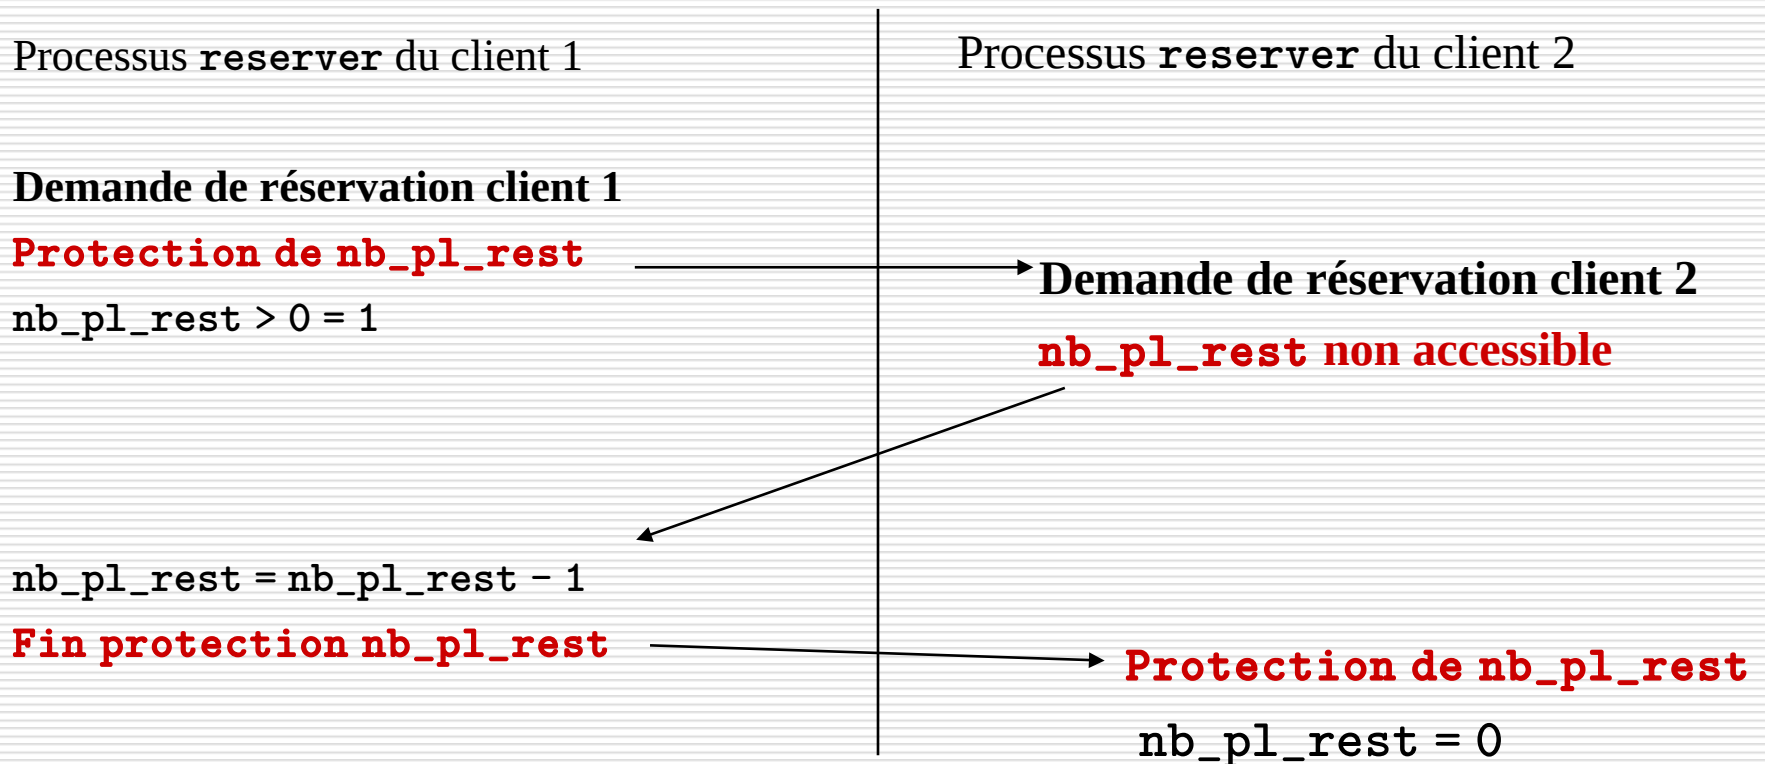 Processus reserver du client 1
Demande de réservation client 1
Protection de nb_pl_rest
nb_pl_rest > 0 = 1
nb_pl_rest = nb_pl_rest - 1
Fin protection nb_pl_rest
Processus reserver du client 2
Demande de réservation client 2
nb_pl_rest non accessible
Protection de nb_pl_rest
nb_pl_rest = 0